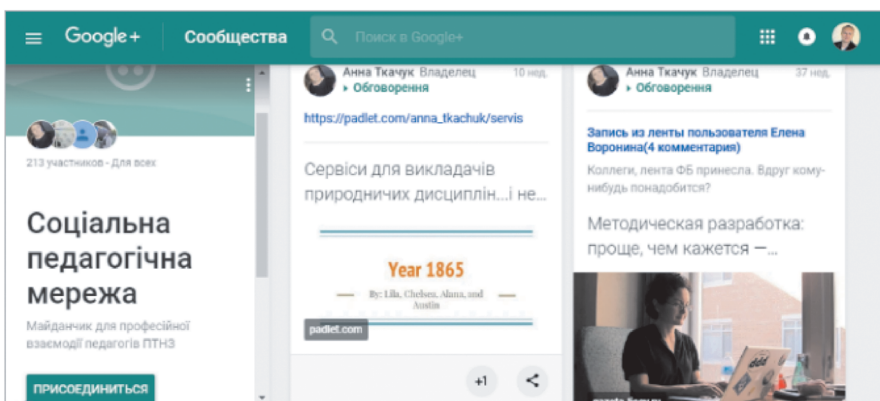 Google+ Сообщества Поиск в Google+
213 участников - Для всех
Соціальна
педагогічна
мережа
Майданчик для професійної
взаємодії педагогів ПТНЗ
ПРИСОЕДИНИТЬСЯ
Анна Ткачук Владелец 10 нед.
Обговорення
https://padlet.com/anna_tkachuk/servis
Сервіси для викладачів
природничих дисциплін...і не...
Year 1865
By: Lila, Chelsea, Alana, and
Austin
padlet.com
+1
Анна Ткачук Владелец 37 нед.
Обговорення
Запись из ленты пользователя Елена
Воронина(4 комментария)
Коллеги, лента ФБ принесла. Вдруг кому-
нибудь понадобится?
Методическая разработка:
проще, чем кажется —...